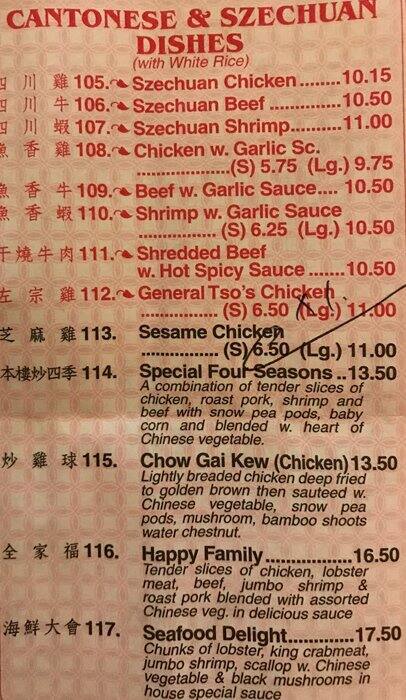 CANTONESE & SZECHUAN
DISHES
(with White Rice)
四川雞 105. Szechuan Chicken........10.15
四川牛 106. Szechuan Beef ...........10.50
四川蝦 107. Szechuan Shrimp.........11.00
魚香雞 108. Chicken w. Garlic Sc.
.....................(S) 5.75 (Lg.) 9.75
魚香牛 109. Beef w. Garlic Sauce.... 10.50
魚香蝦 110. Shrimp w. Garlic Sauce
.................. (S) 6.25 (Lg.) 10.50
干燒牛肉 111. Shredded Beef
w. Hot Spicy Sauce .......10.50
左宗雞 112. General Tso's Chicken
.................. (S) 6.50 (Lg.) 11.00
芝麻雞 113. Sesame Chicken
.................. (S) 6.50 (Lg.) 11.00
本樓炒四季 114. Special Four Seasons ..13.50
A combination of tender slices of
chicken, roast pork, shrimp and
beef with snow pea pods, baby
corn and blended w. heart of
Chinese vegetable.
炒雞球 115. Chow Gai Kew (Chicken) 13.50
Lightly breaded chicken deep fried
to golden brown then sauteed w.
Chinese vegetable, snow pea
pods, mushroom, bamboo shoots
water chestnut.
全家福 116. Happy Family ................16.50
Tender slices of chicken, lobster
meat, beef, jumbo shrimp &
roast pork blended with assorted
Chinese veg. in delicious sauce
海鮮大會 117. Seafood Delight.............17.50
Chunks of lobster, king crabmeat,
jumbo shrimp, scallop w. Chinese
vegetable & black mushrooms in
house special sauce